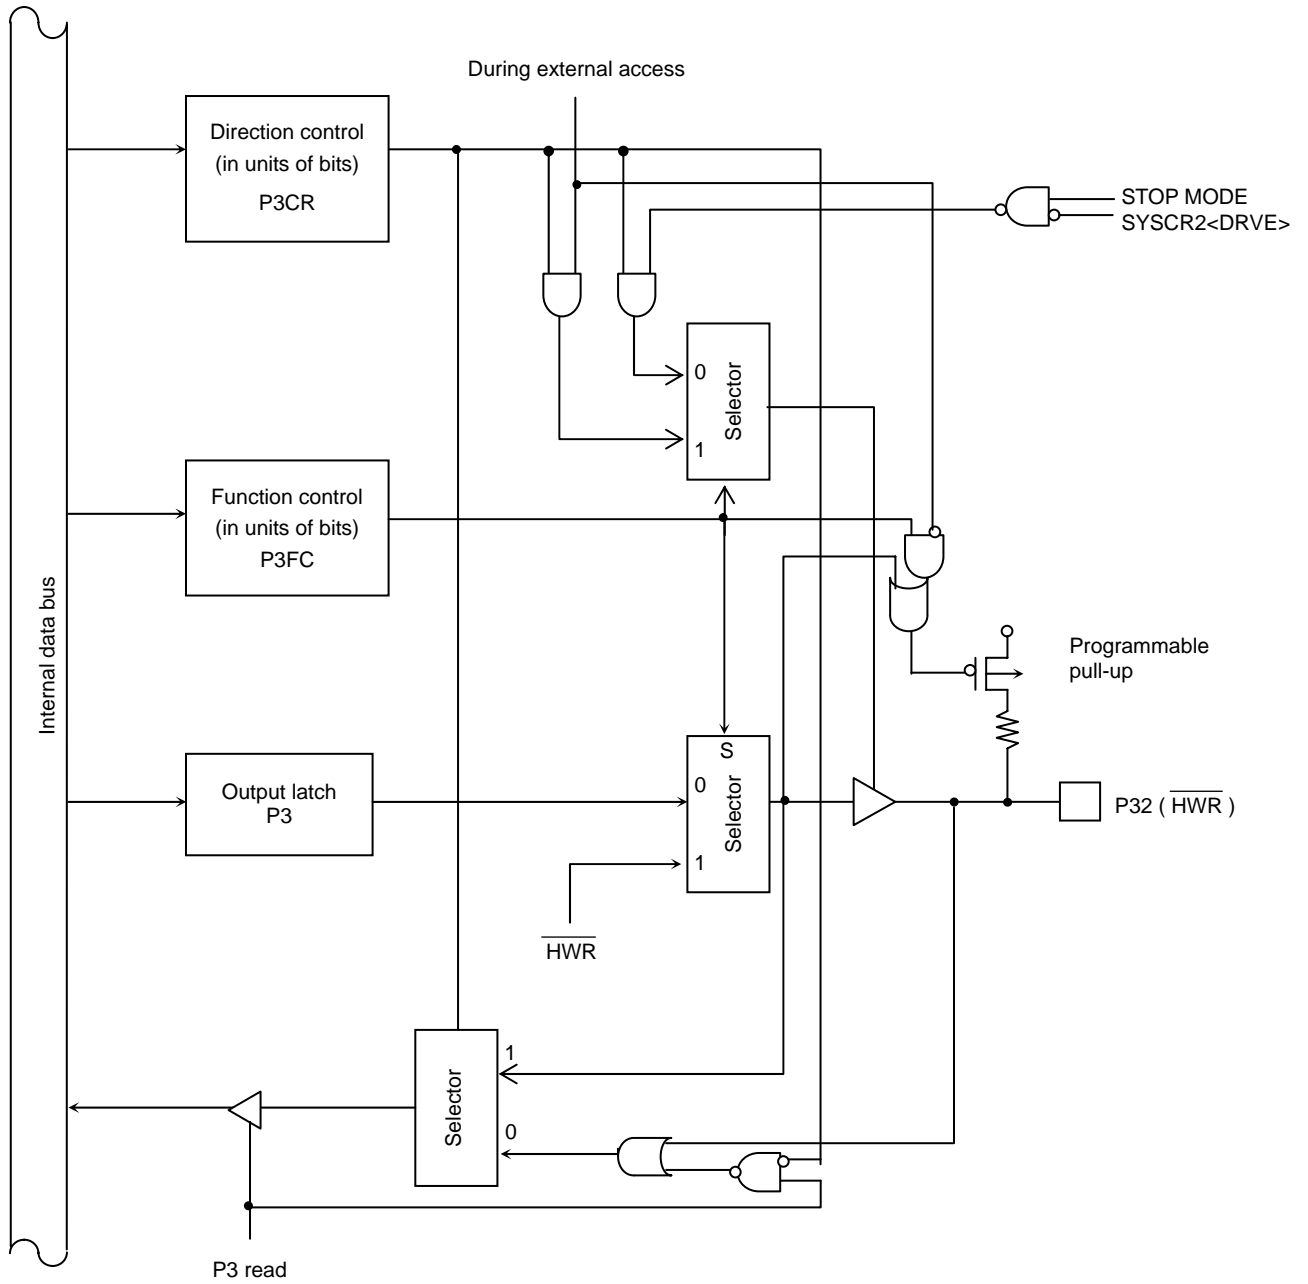 During external access
Direction control
(in units of bits)
P3CR
STOP MODE
SYSCR2<DRVE>
0
Selector
1
Function control
(in units of bits)
P3FC
Internal data bus
Programmable
pull-up
S
Output latch
P3
0
Selector
1
P32 ( HWR )
HWR
1
Selector
0
P3 read